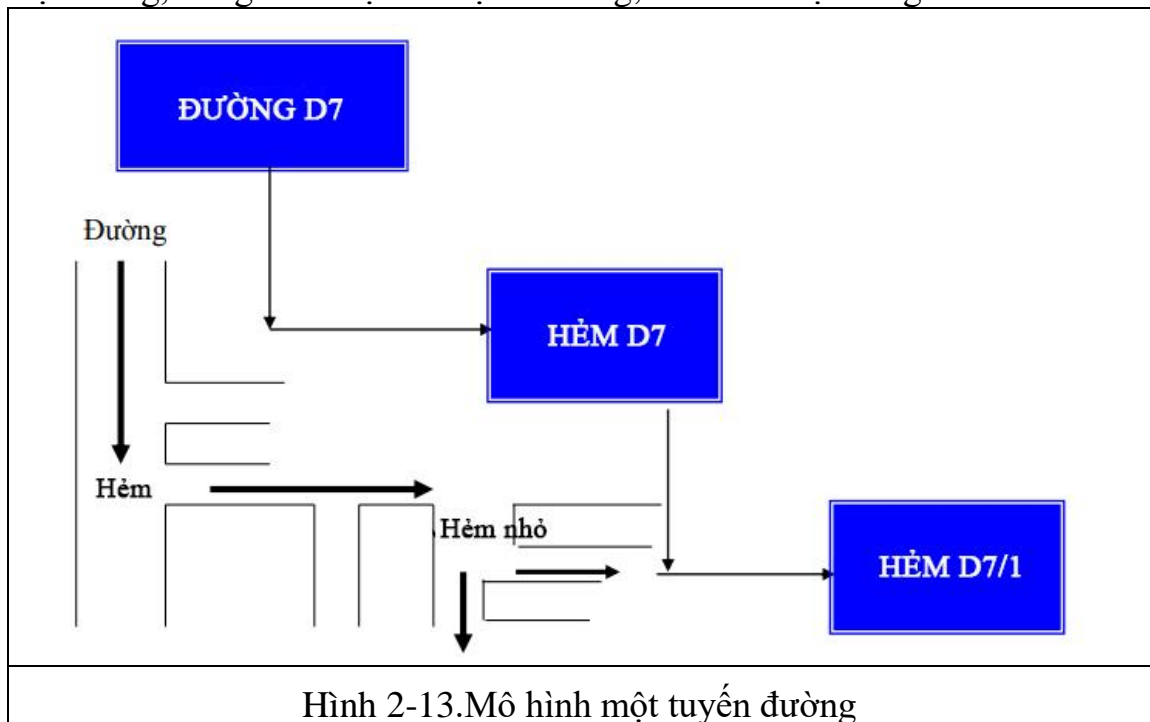 ĐƯỜNG D7
Đường
HẺM D7
Hẻm
Hẻm nhỏ
HẺM D7/1
Hình 2-13.Mô hình một tuyến đường